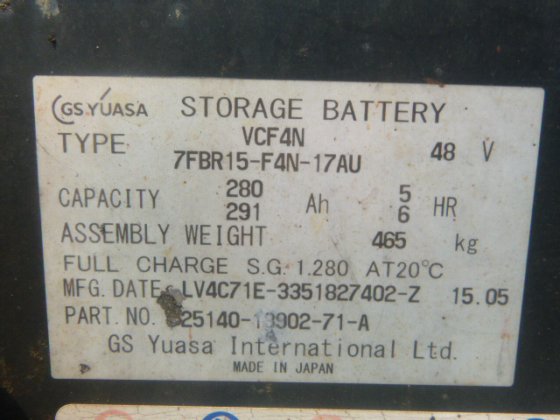 GS YUASA STORAGE BATTERY
TYPE VCF4N 48 V
7FBR15-F4N-17AU
CAPACITY 280 Ah 5 HR
291 6
ASSEMBLY WEIGHT 465 kg
FULL CHARGE S.G. 1.280 AT20℃
MFG. DATE LV4C71E-3351827402-Z 15.05
PART. NO.
GS Yuasa International Ltd.
MADE IN JAPAN